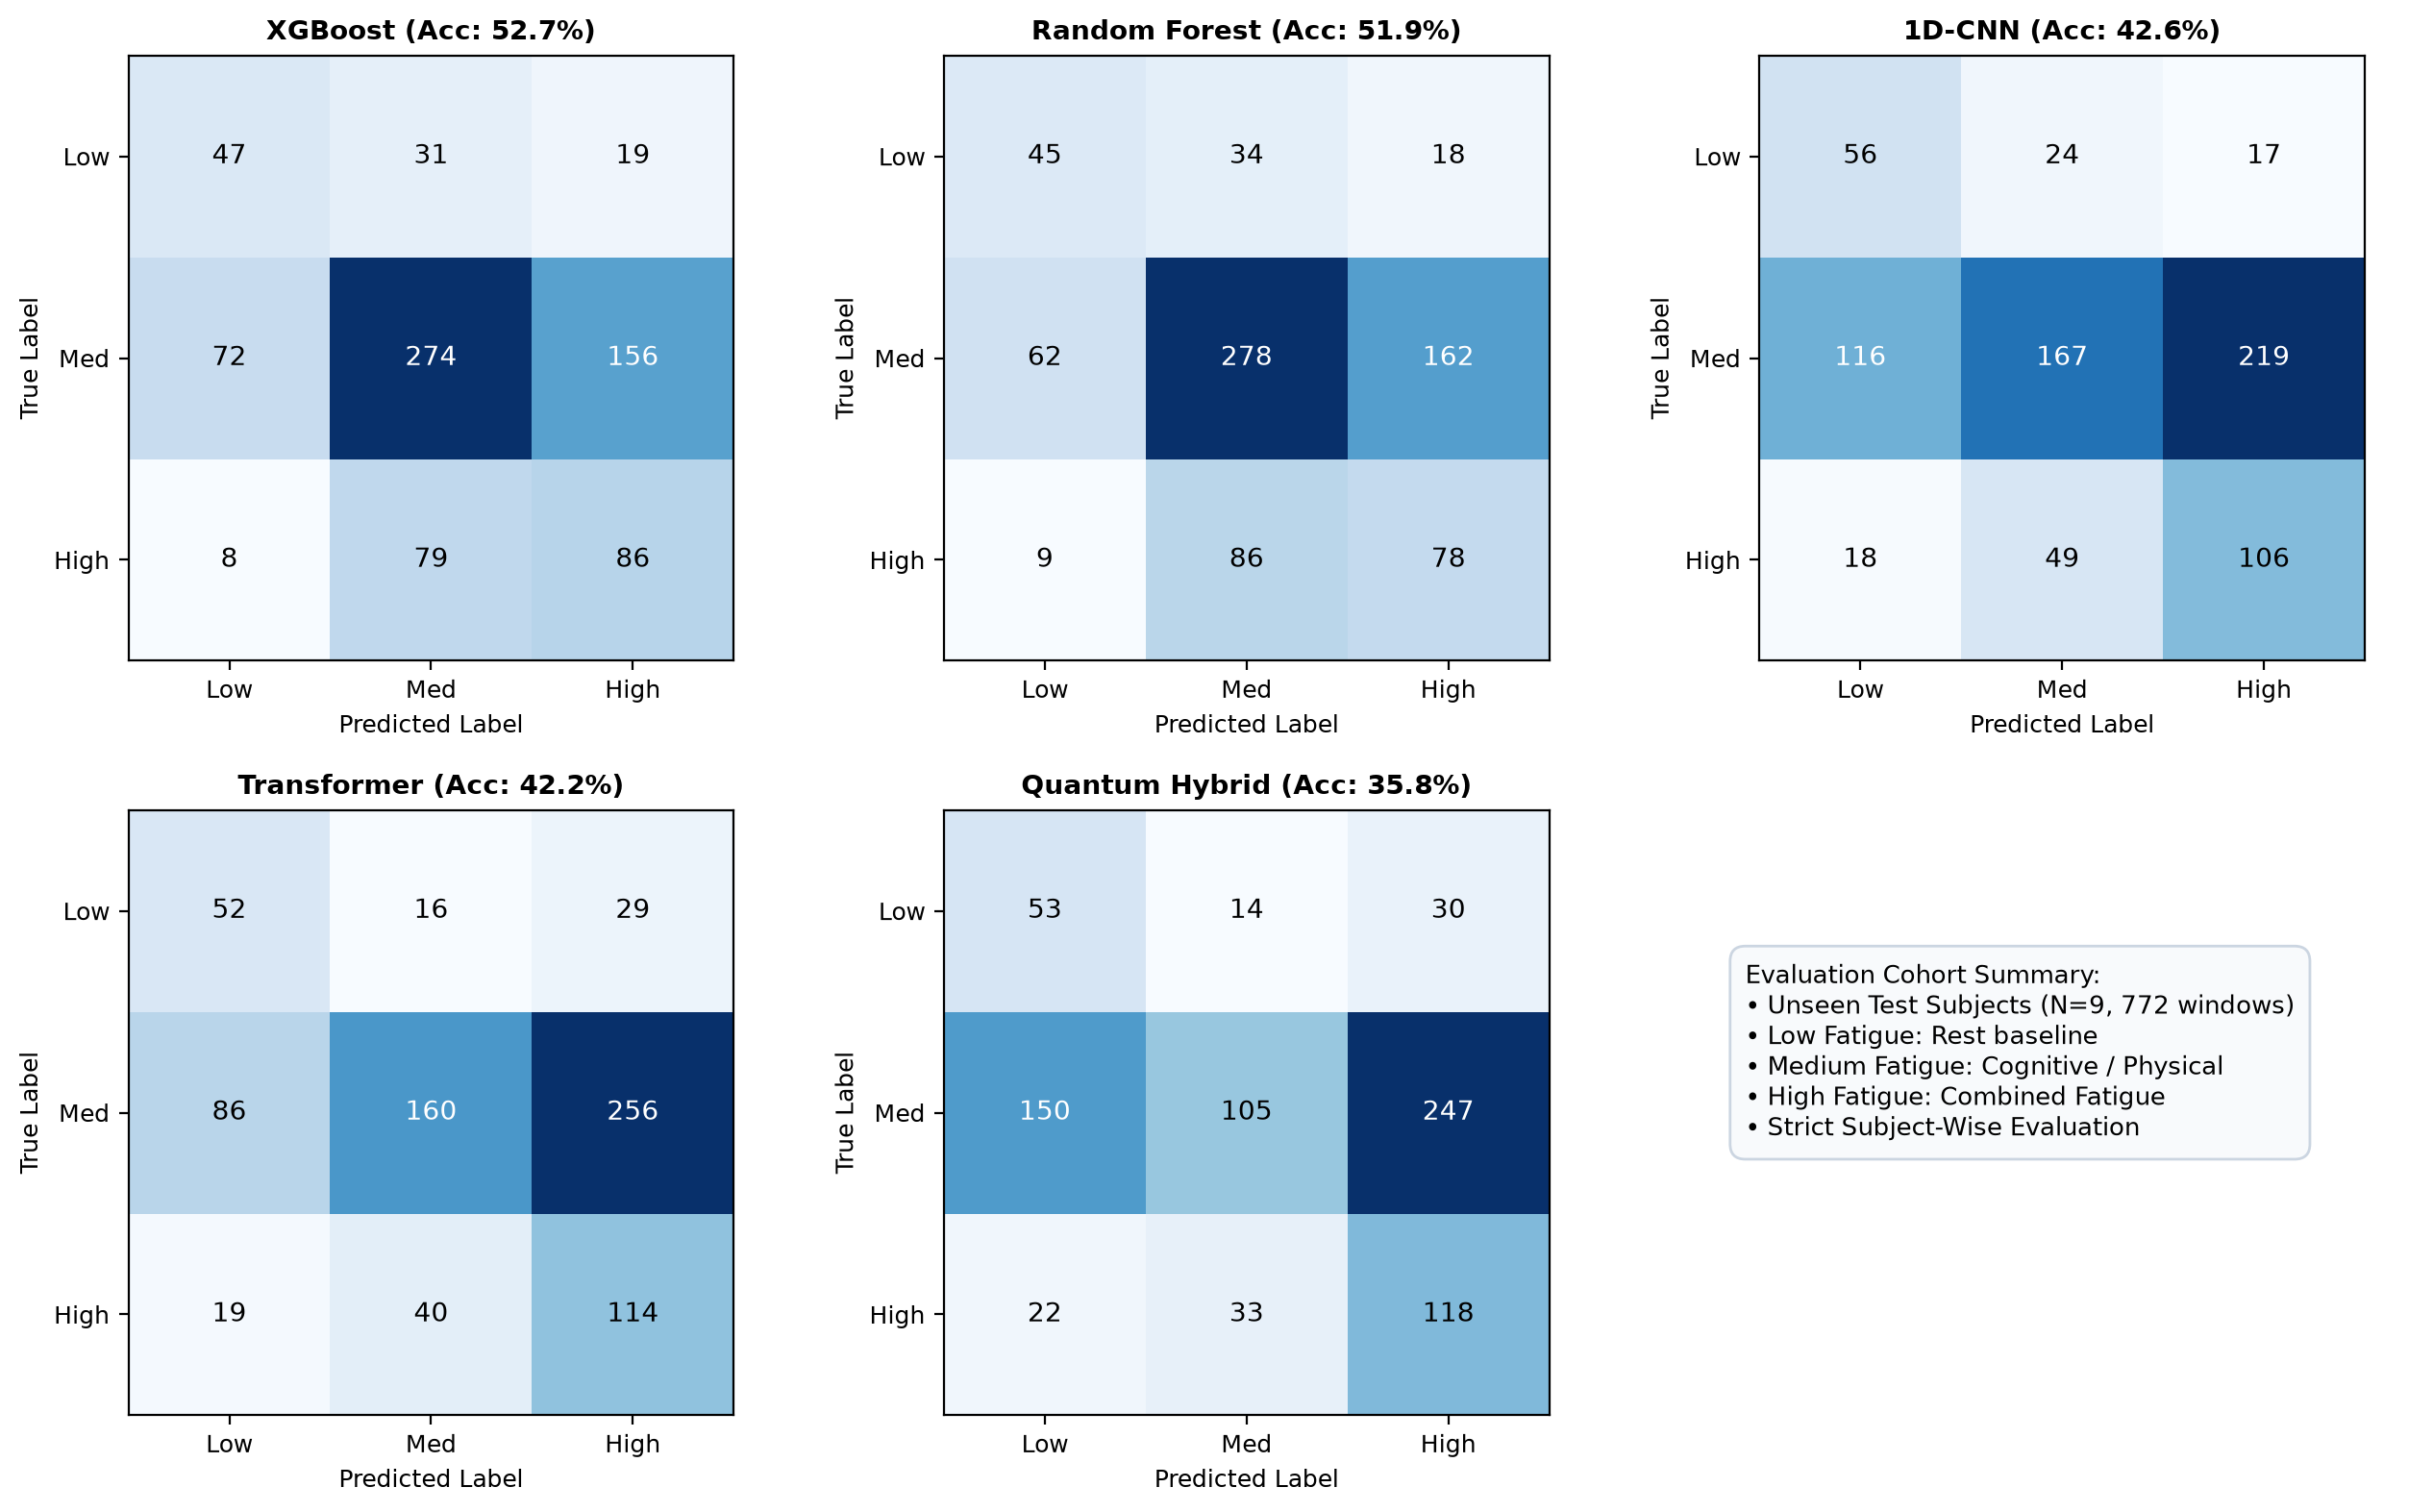 XGBoost (Acc: 52.7%)
True Label
Low 47 31 19
Med 72 274 156
High 8 79 86
Low Med High
Predicted Label
Random Forest (Acc: 51.9%)
True Label
Low 45 34 18
Med 62 278 162
High 9 86 78
Low Med High
Predicted Label
1D-CNN (Acc: 42.6%)
True Label
Low 56 24 17
Med 116 167 219
High 18 49 106
Low Med High
Predicted Label
Transformer (Acc: 42.2%)
True Label
Low 52 16 29
Med 86 160 256
High 19 40 114
Low Med High
Predicted Label
Quantum Hybrid (Acc: 35.8%)
True Label
Low 53 14 30
Med 150 105 247
High 22 33 118
Low Med High
Predicted Label
Evaluation Cohort Summary:
• Unseen Test Subjects (N=9, 772 windows)
• Low Fatigue: Rest baseline
• Medium Fatigue: Cognitive / Physical
• High Fatigue: Combined Fatigue
• Strict Subject-Wise Evaluation